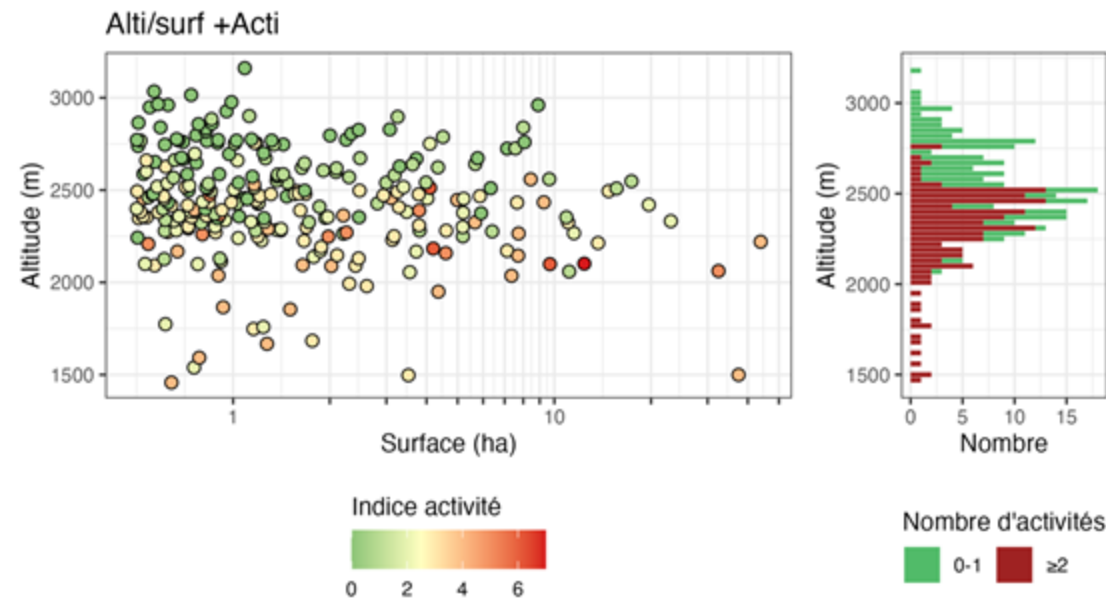 Alti/surf +Acti
Altitude (m)
3000
2500
2000
1500
1
10
Surface (ha)
Altitude (m)
3000
2000
1500
0
5
10
15
Nombre
Indice activité
0
2
4
6
Nombre d'activités
0-1
≥2